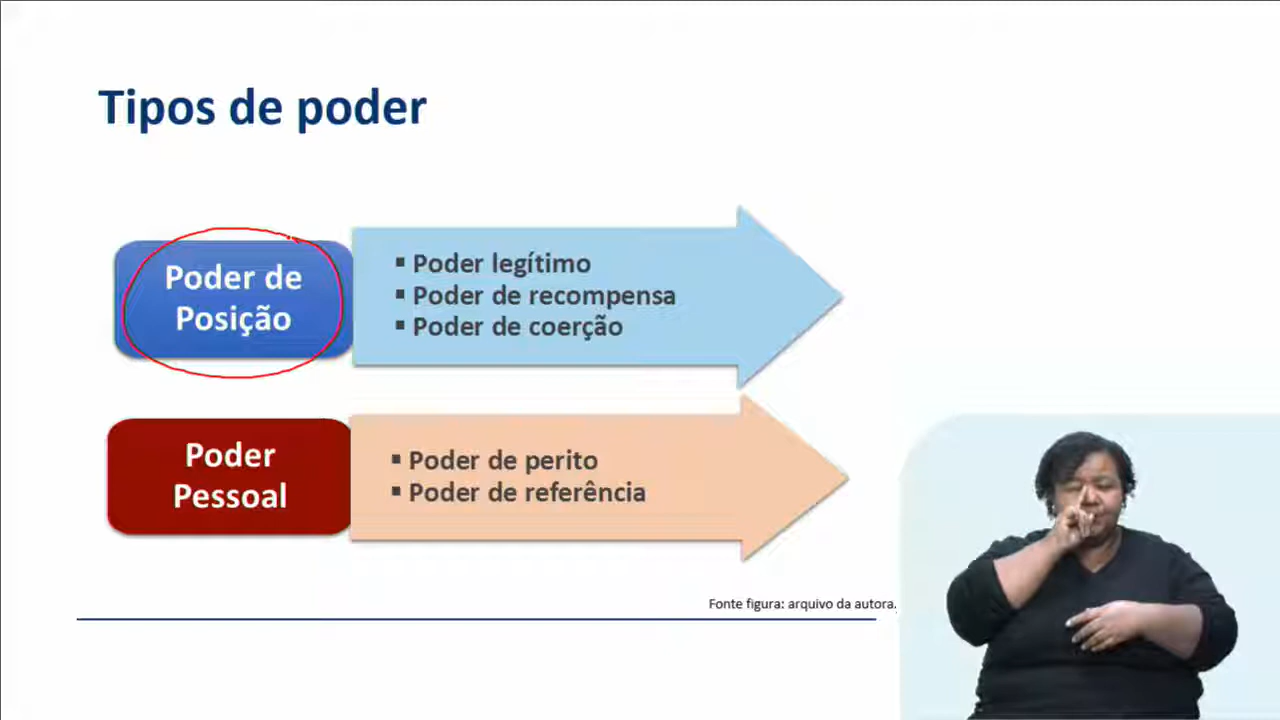 Tipos de poder
Poder de
Posição
▪ Poder legítimo
▪ Poder de recompensa
▪ Poder de coerção
Poder
Pessoal
▪ Poder de perito
▪ Poder de referência
Fonte figura: arquivo da autora.